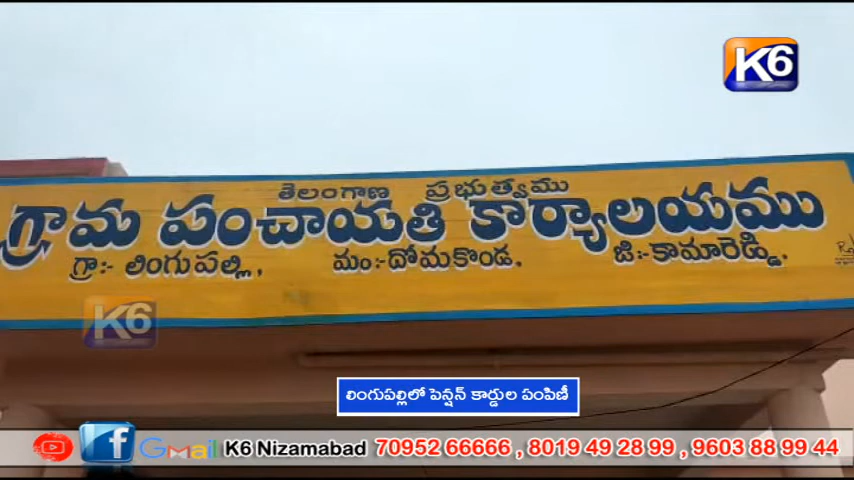 K6
తెలంగాణ ప్రభుత్వము
గ్రామ పంచాయతి కార్యాలయము
గ్రా:- లింగుపల్లి, మం:-దోమకొండ. జి:-కామారెడ్డి.
K6
లింగుపల్లిలో పెన్షన్ కార్డుల పంపిణీ
f Gmail K6 Nizamabad 70952 66666 , 8019 49 28 99 , 9603 88 99 44